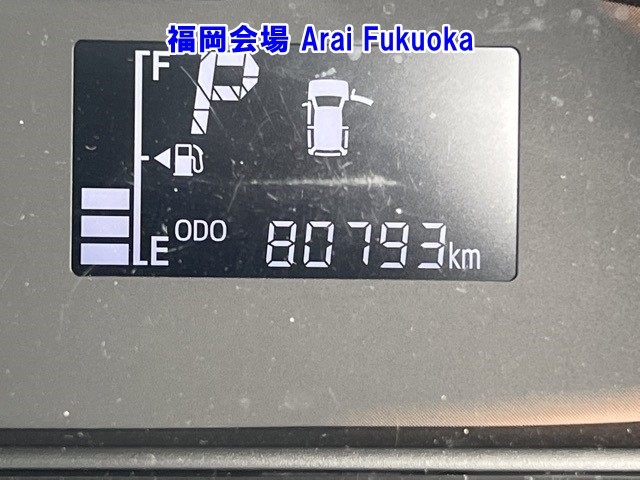 福岡会場 Arai Fukuoka
F
P
ODO 80793km
E